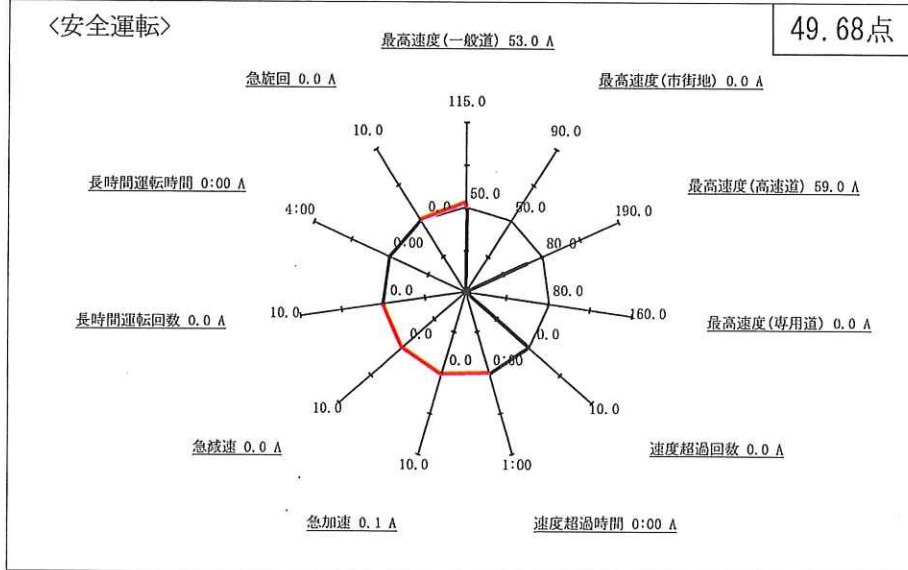 〈安全運転〉
49.68点
最高速度(一般道) 53.0 A
急旋回 0.0 A
最高速度(市街地) 0.0 A
115.0
10.0
90.0
長時間運転時間 0:00 A
最高速度(高速道) 59.0 A
4:00
0.0
50.0
50.0
190.0
0:00
80.0
長時間運転回数 0.0 A
10.0
0.0
80.0
160.0
最高速度(専用道) 0.0 A
0.0
0.0
0.0
0:00
10.0
10.0
急減速 0.0 A
速度超過回数 0.0 A
10.0
1:00
急加速 0.1 A
速度超過時間 0:00 A